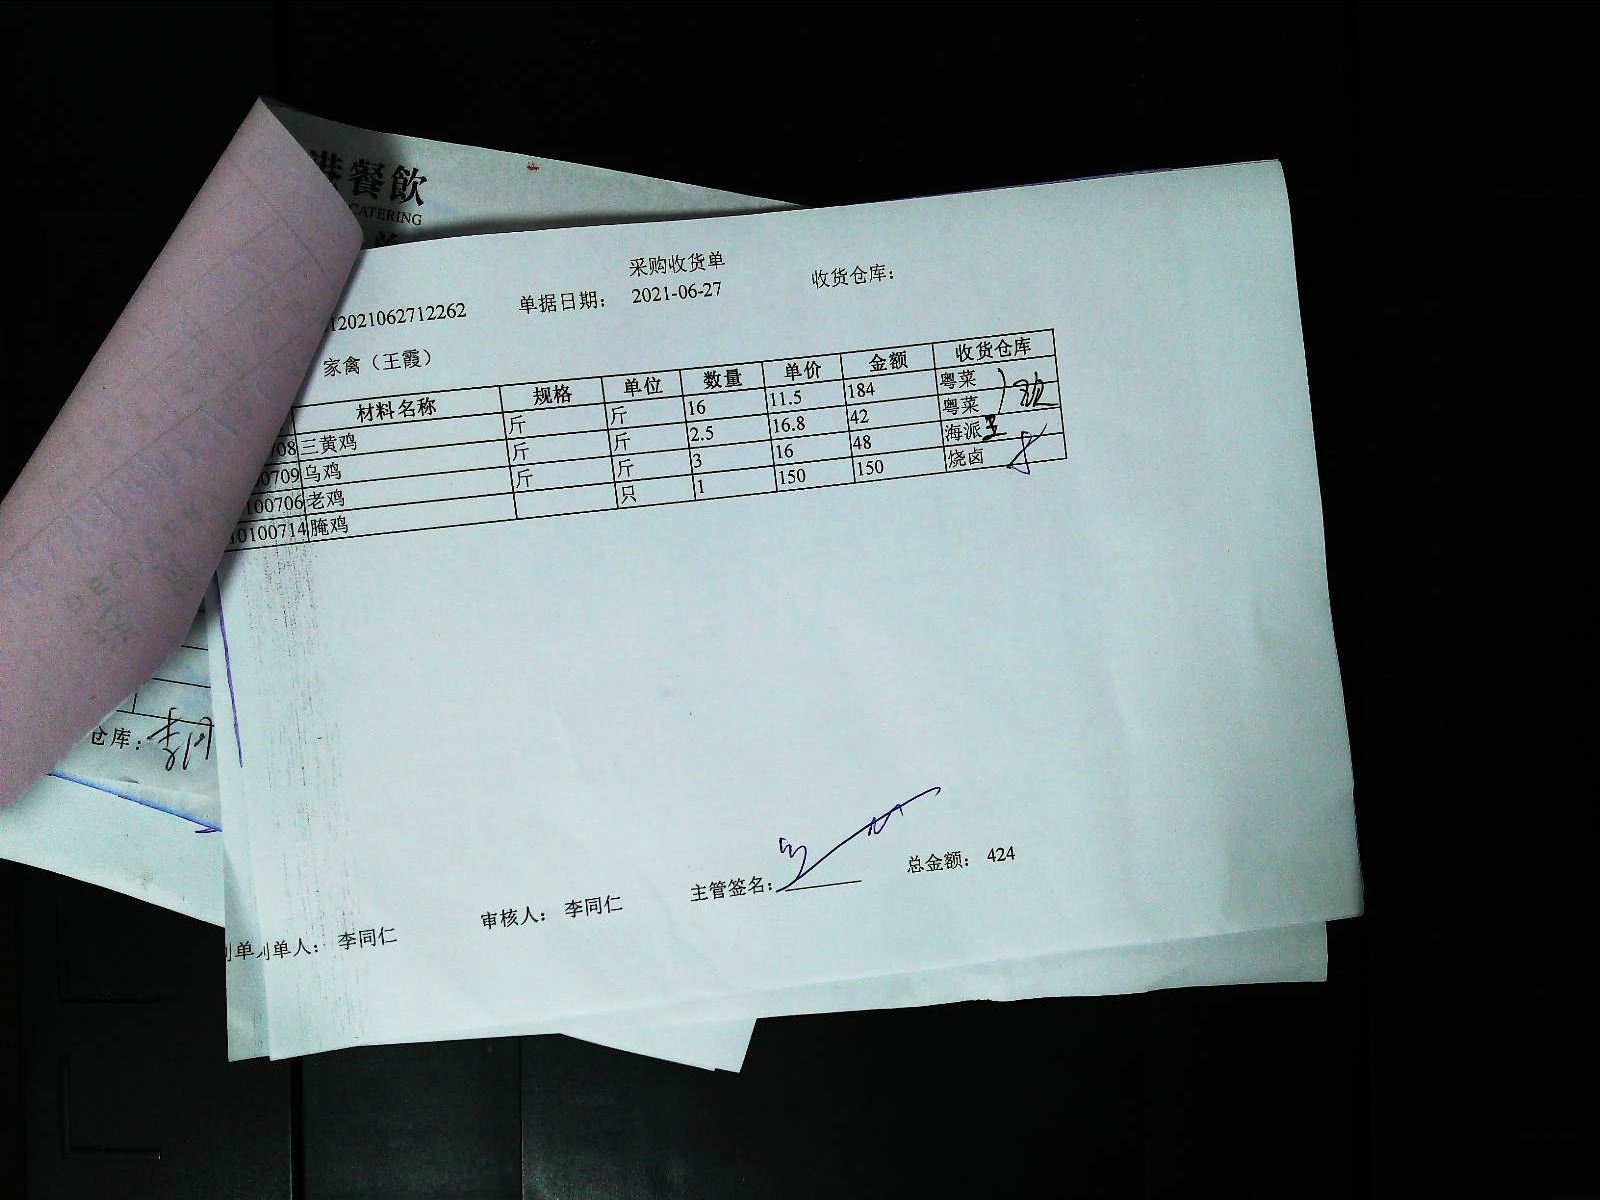 港餐飲
CATERING
采购收货单
12021062712262 单据日期: 2021-06-27 收货仓库:
家禽（王霞）
材料名称 规格 单位 数量 单价 金额 收货仓库
708 三黄鸡 斤 斤 16 11.5 184 粤菜
0709 乌鸡 斤 斤 2.5 16.8 42 粤菜
100706 老鸡 斤 斤 3 16 48 海派
10100714 腌鸡 只 1 150 150 烧卤
仓库:
主管签名: 总金额: 424
制单人: 李同仁 审核人: 李同仁